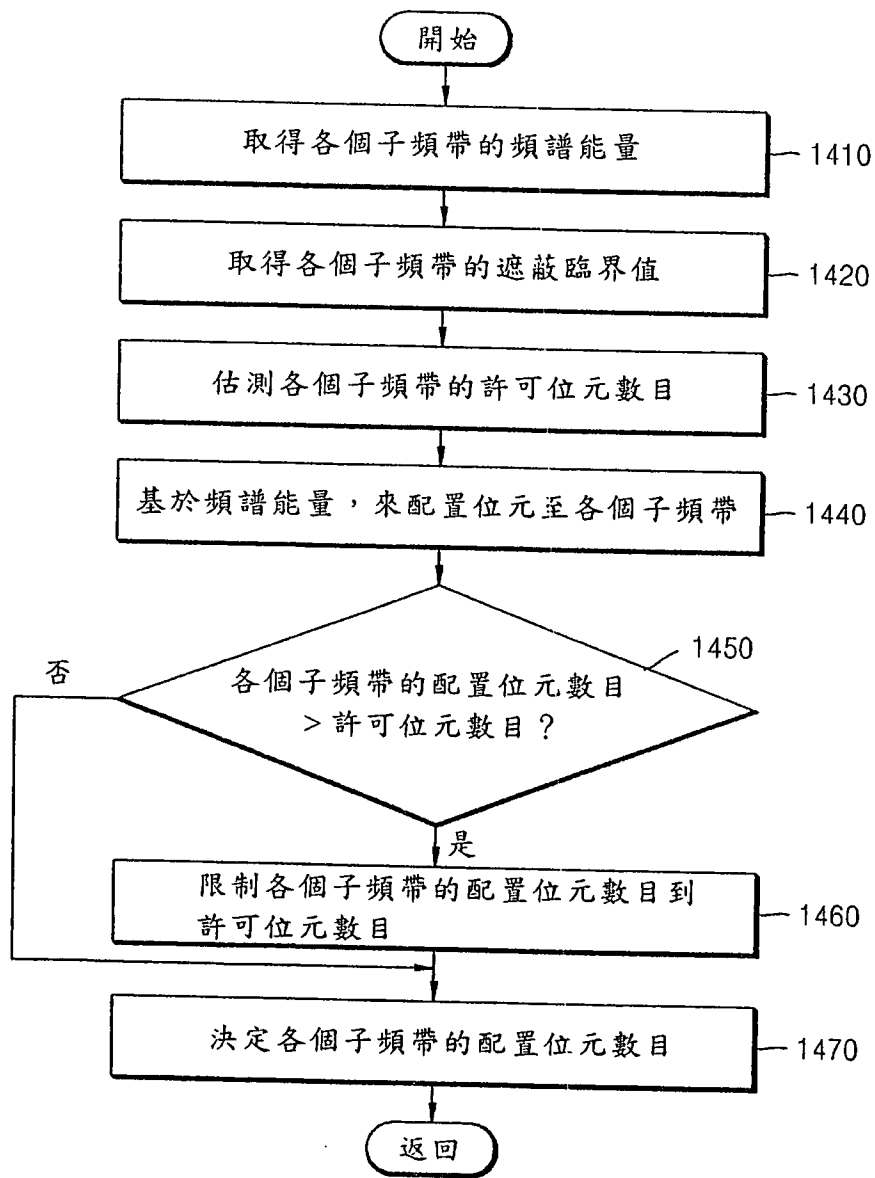 開始
取得各個子頻帶的頻譜能量
1410
取得各個子頻帶的遮蔽臨界值
1420
估測各個子頻帶的許可位元數目
1430
基於頻譜能量，來配置位元至各個子頻帶
1440
1450
否
各個子頻帶的配置位元數目
>許可位元數目？
是
限制各個子頻帶的配置位元數目到
許可位元數目
1460
決定各個子頻帶的配置位元數目
1470
返回